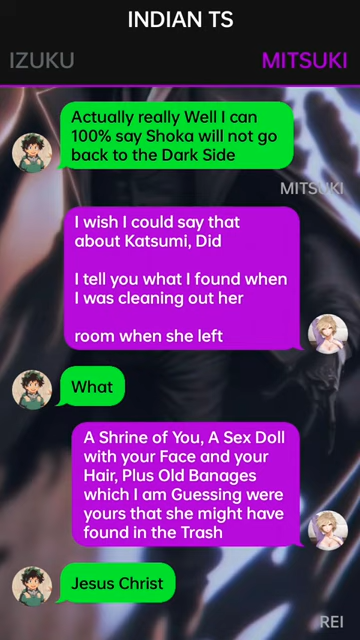 INDIAN TS
IZUKU
MITSUKI
Actually really Well I can
100% say Shoka will not go
back to the Dark Side
MITSUKI
I wish I could say that
about Katsumi, Did
I tell you what I found when
I was cleaning out her
room when she left
What
A Shrine of You, A Sex Doll
with your Face and your
Hair, Plus Old Banages
which I am Guessing were
yours that she might have
found in the Trash
Jesus Christ
REI